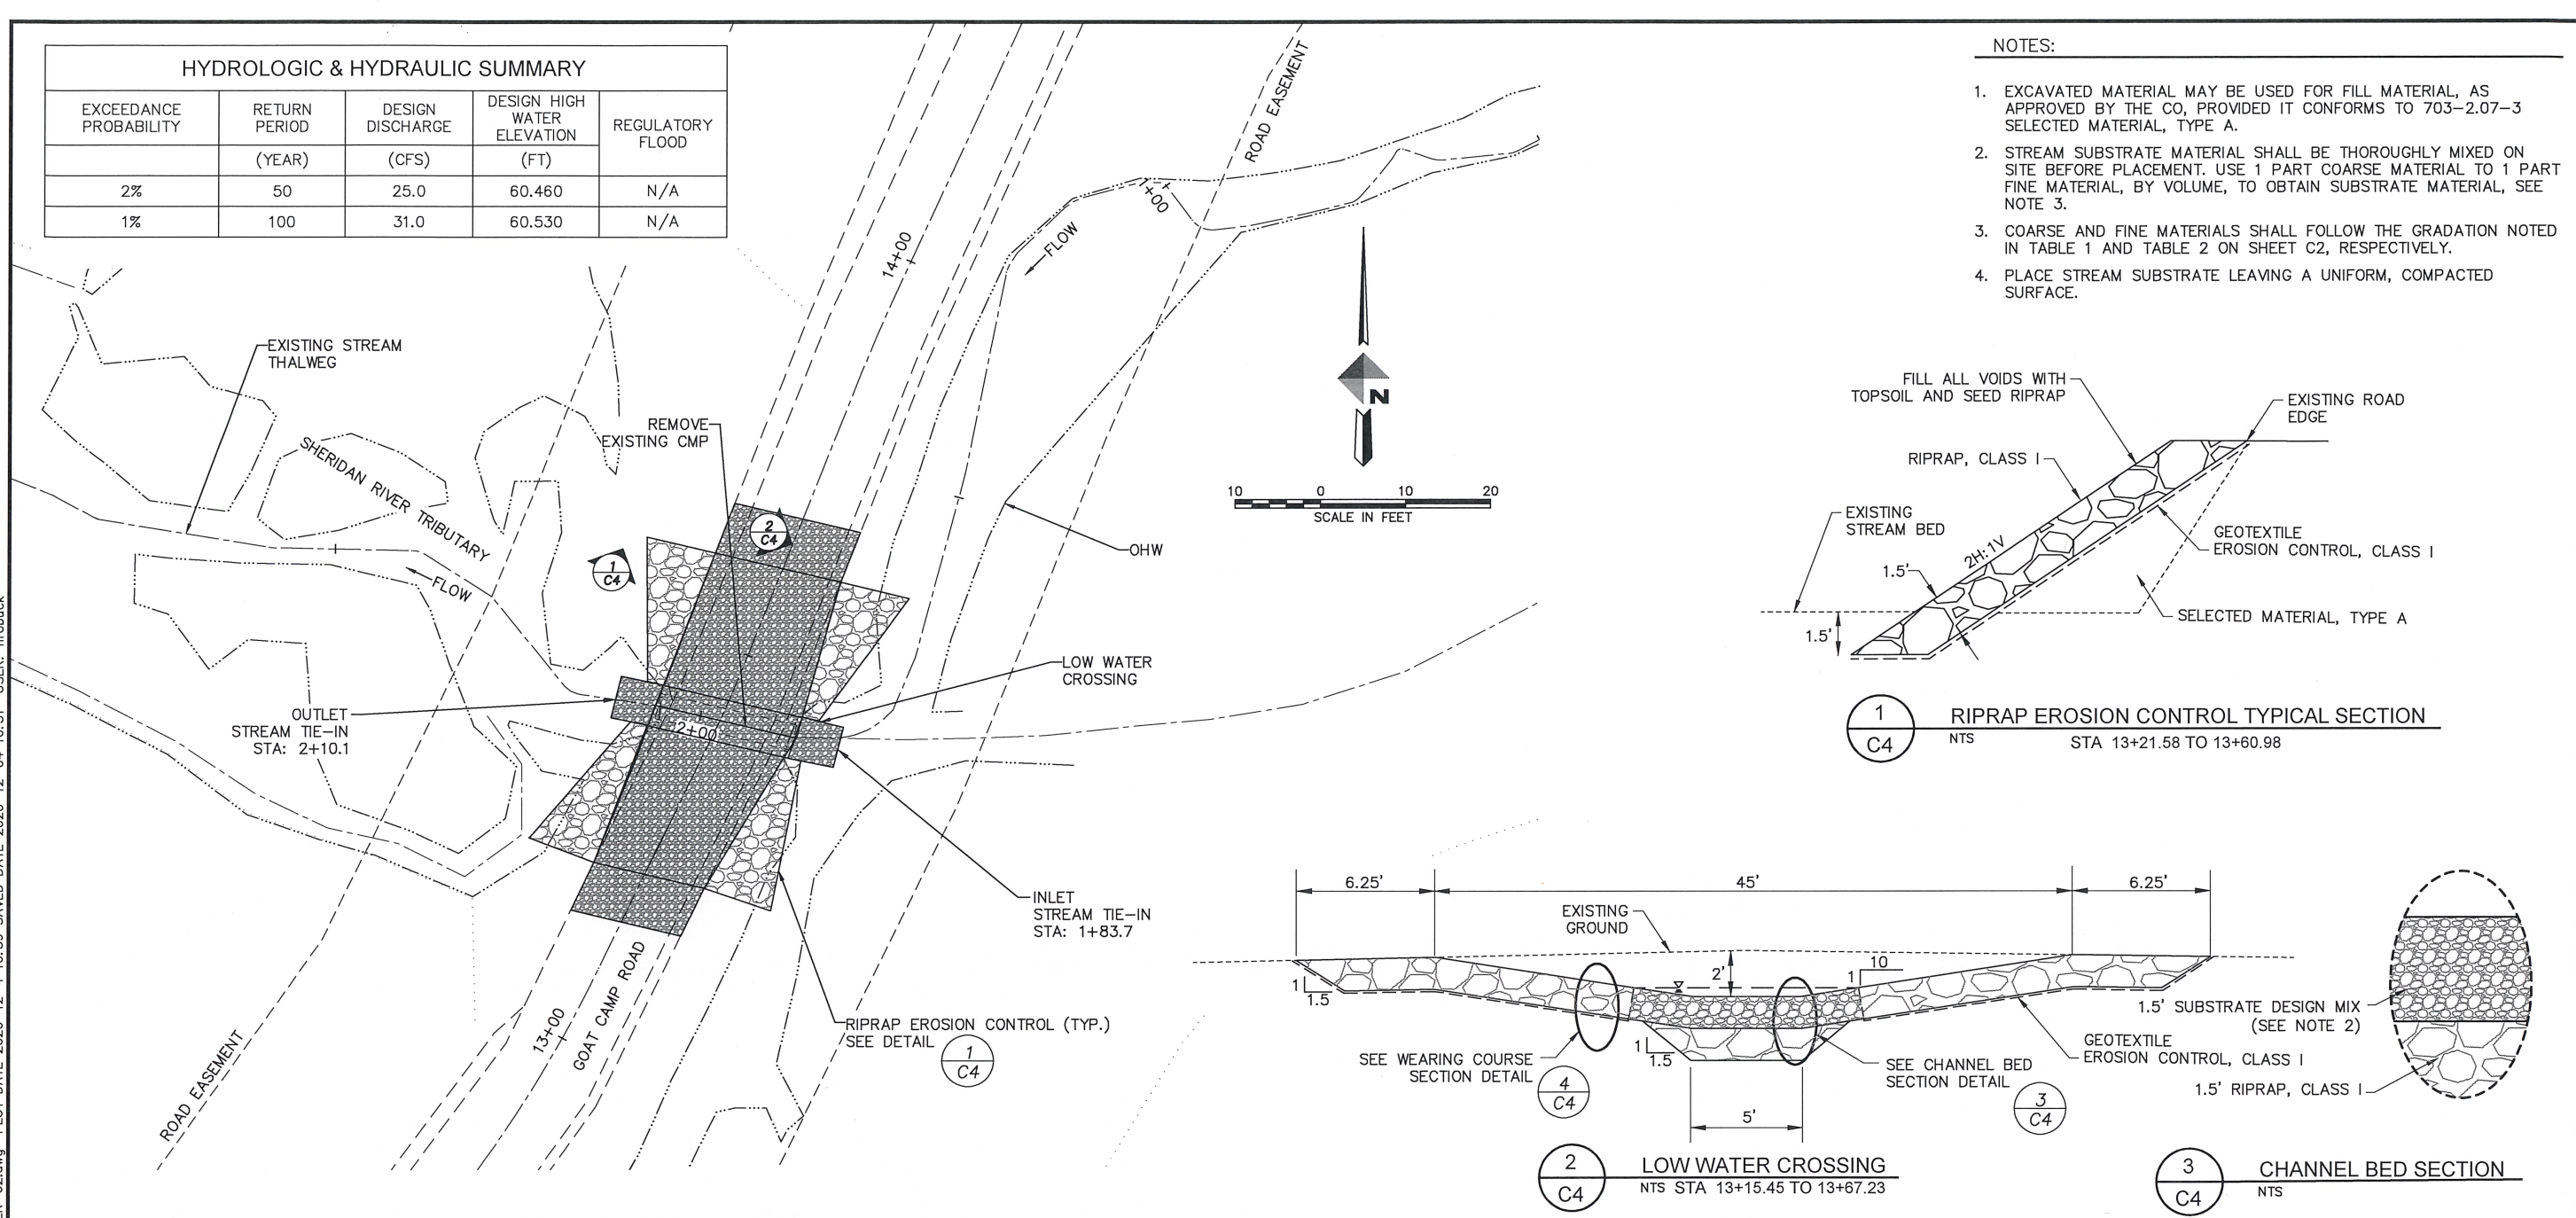 HYDROLOGIC & HYDRAULIC SUMMARY
EXCEEDANCE
PROBABILITY
RETURN
PERIOD
DESIGN
DISCHARGE
DESIGN HIGH
WATER
ELEVATION
REGULATORY
FLOOD
(YEAR)
(CFS)
(FT)
2%
50
25.0
60.460
N/A
1%
100
31.0
60.530
N/A
ROAD EASEMENT
1+00
FLOW
14+00
EXISTING STREAM
THALWEG
REMOVE
EXISTING CMP
SHERIDAN RIVER TRIBUTARY
FLOW
2
C4
1
C4
N
10 0 10 20
SCALE IN FEET
OHW
LOW WATER
CROSSING
OUTLET
STREAM TIE-IN
STA: 2+10.1
2+00
INLET
STREAM TIE-IN
STA: 1+83.7
GOAT CAMP ROAD
13+00
RIPRAP EROSION CONTROL (TYP.)
SEE DETAIL
1
C4
ROAD EASEMENT
NOTES:
1. EXCAVATED MATERIAL MAY BE USED FOR FILL MATERIAL, AS
APPROVED BY THE CO, PROVIDED IT CONFORMS TO 703-2.07-3
SELECTED MATERIAL, TYPE A.
2. STREAM SUBSTRATE MATERIAL SHALL BE THOROUGHLY MIXED ON
SITE BEFORE PLACEMENT. USE 1 PART COARSE MATERIAL TO 1 PART
FINE MATERIAL, BY VOLUME, TO OBTAIN SUBSTRATE MATERIAL, SEE
NOTE 3.
3. COARSE AND FINE MATERIALS SHALL FOLLOW THE GRADATION NOTED
IN TABLE 1 AND TABLE 2 ON SHEET C2, RESPECTIVELY.
4. PLACE STREAM SUBSTRATE LEAVING A UNIFORM, COMPACTED
SURFACE.
FILL ALL VOIDS WITH
TOPSOIL AND SEED RIPRAP
EXISTING ROAD
EDGE
RIPRAP, CLASS I
EXISTING
STREAM BED
GEOTEXTILE
EROSION CONTROL, CLASS I
2H:1V
1.5'
1.5'
SELECTED MATERIAL, TYPE A
1
C4
RIPRAP EROSION CONTROL TYPICAL SECTION
NTS
STA 13+21.58 TO 13+60.98
6.25'
45'
6.25'
EXISTING
GROUND
2'
1
10
1
1.5
1
1.5
SEE WEARING COURSE
SECTION DETAIL
4
C4
SEE CHANNEL BED
SECTION DETAIL
3
C4
GEOTEXTILE
EROSION CONTROL, CLASS I
5'
2
C4
LOW WATER CROSSING
NTS STA 13+15.45 TO 13+67.23
1.5' SUBSTRATE DESIGN MIX
(SEE NOTE 2)
1.5' RIPRAP, CLASS I
3
C4
CHANNEL BED SECTION
NTS